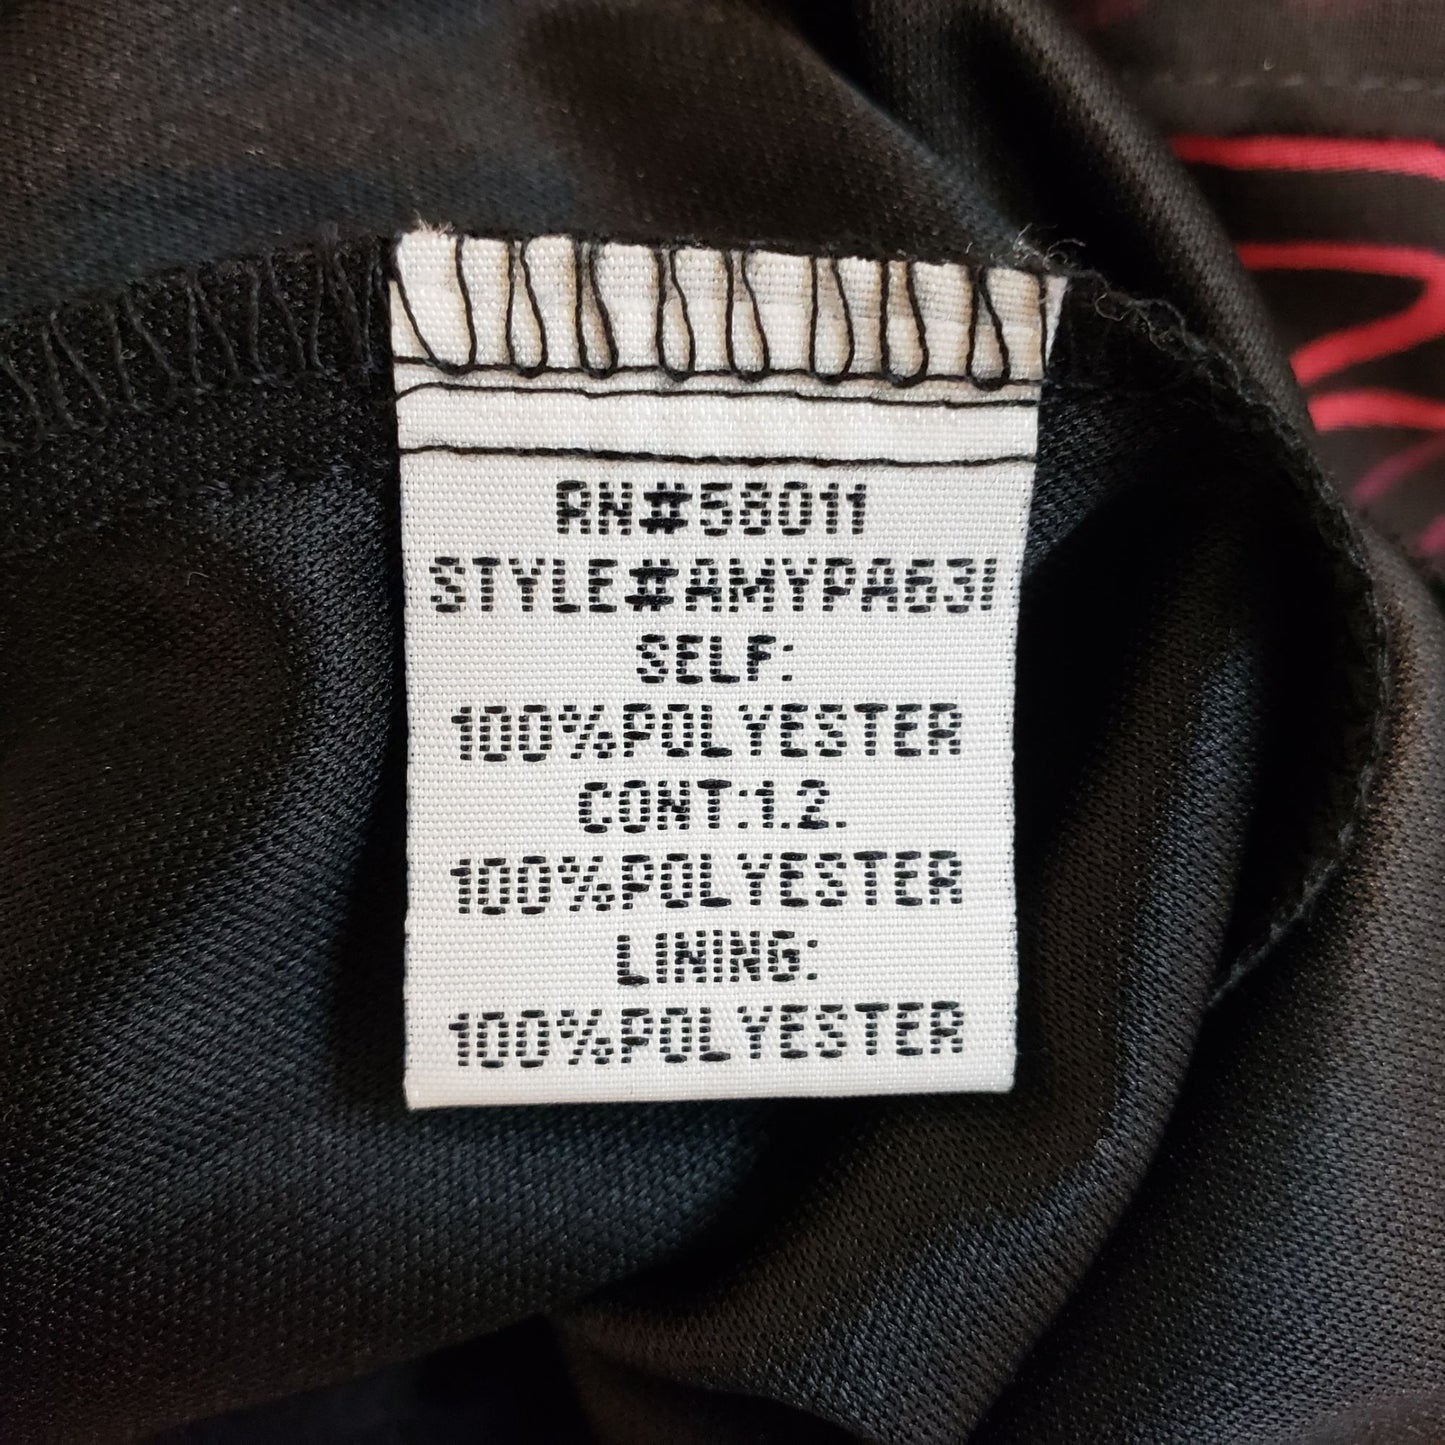 RN#58011
STYLE#AMYPA631
SELF:
100%POLYESTER
CONT:1.2.
100%POLYESTER
LINING:
100%POLYESTER